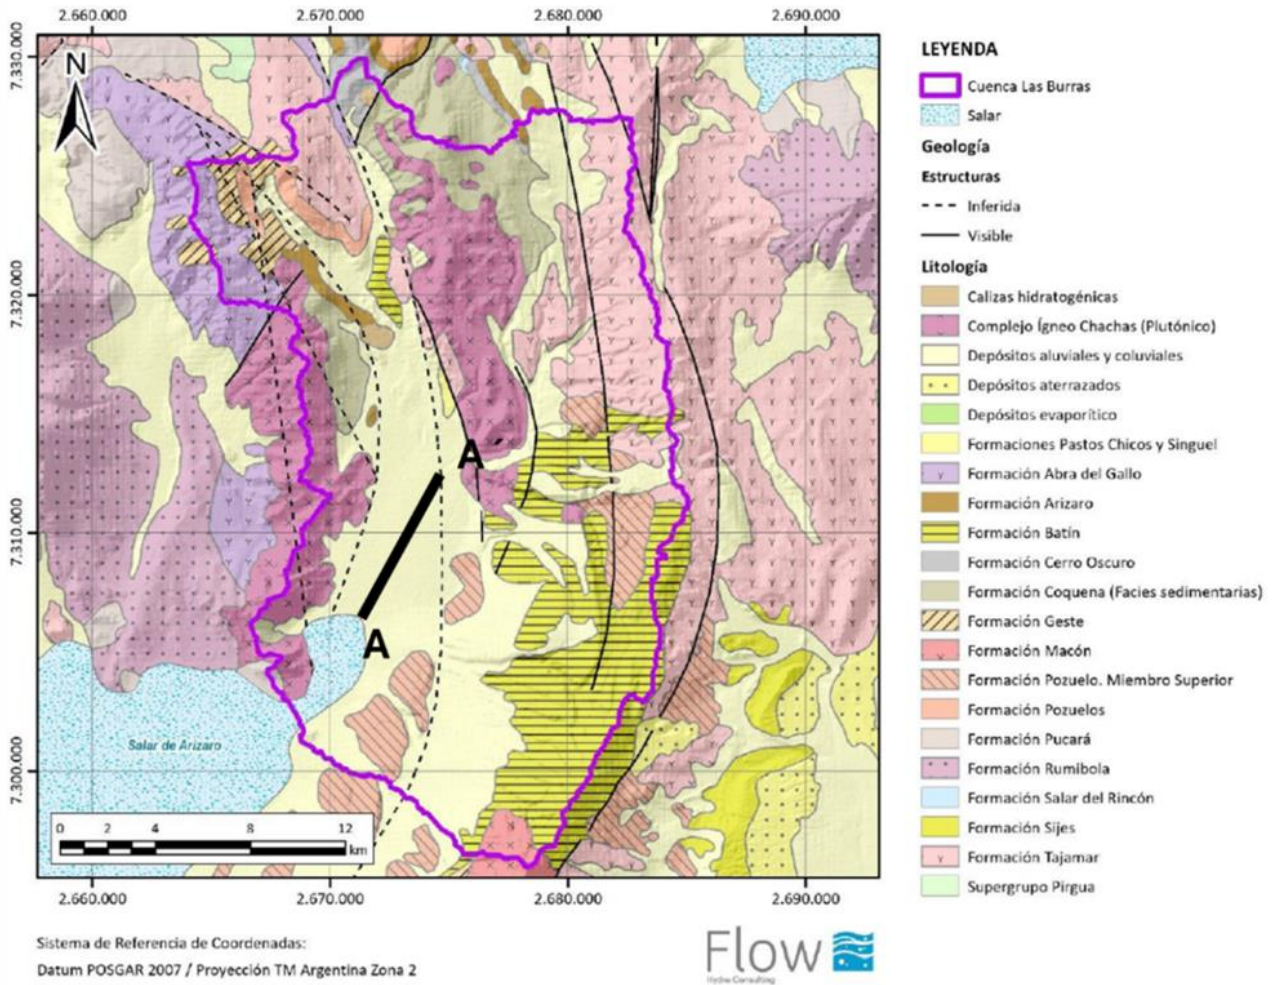 2.660.000 2.670.000 2.680.000 2.690.000
7.330.000
7.320.000
7.310.000
7.300.000
N
A
A
Salar de Arizaro
0 2 4 8 12
km
2.660.000 2.670.000 2.680.000 2.690.000
LEYENDA
Cuenca Las Burras
Salar
Geología
Estructuras
Inferida
Visible
Litología
Calizas hidratogénicas
Complejo Ígneo Chachas (Plutónico)
Depósitos aluviales y coluviales
Depósitos aterrazados
Depósitos evaporítico
Formaciones Pastos Chicos y Singuel
Formación Abra del Gallo
Formación Arizaro
Formación Batín
Formación Cerro Oscuro
Formación Coquena (Facies sedimentarias)
Formación Geste
Formación Macón
Formación Pozuelo. Miembro Superior
Formación Pozuelos
Formación Pucará
Formación Rumibola
Formación Salar del Rincón
Formación Sijes
Formación Tajamar
Supergrupo Pirgua
Sistema de Referencia de Coordenadas:
Datum POSGAR 2007 / Proyección TM Argentina Zona 2
Flow
Hydro Consulting